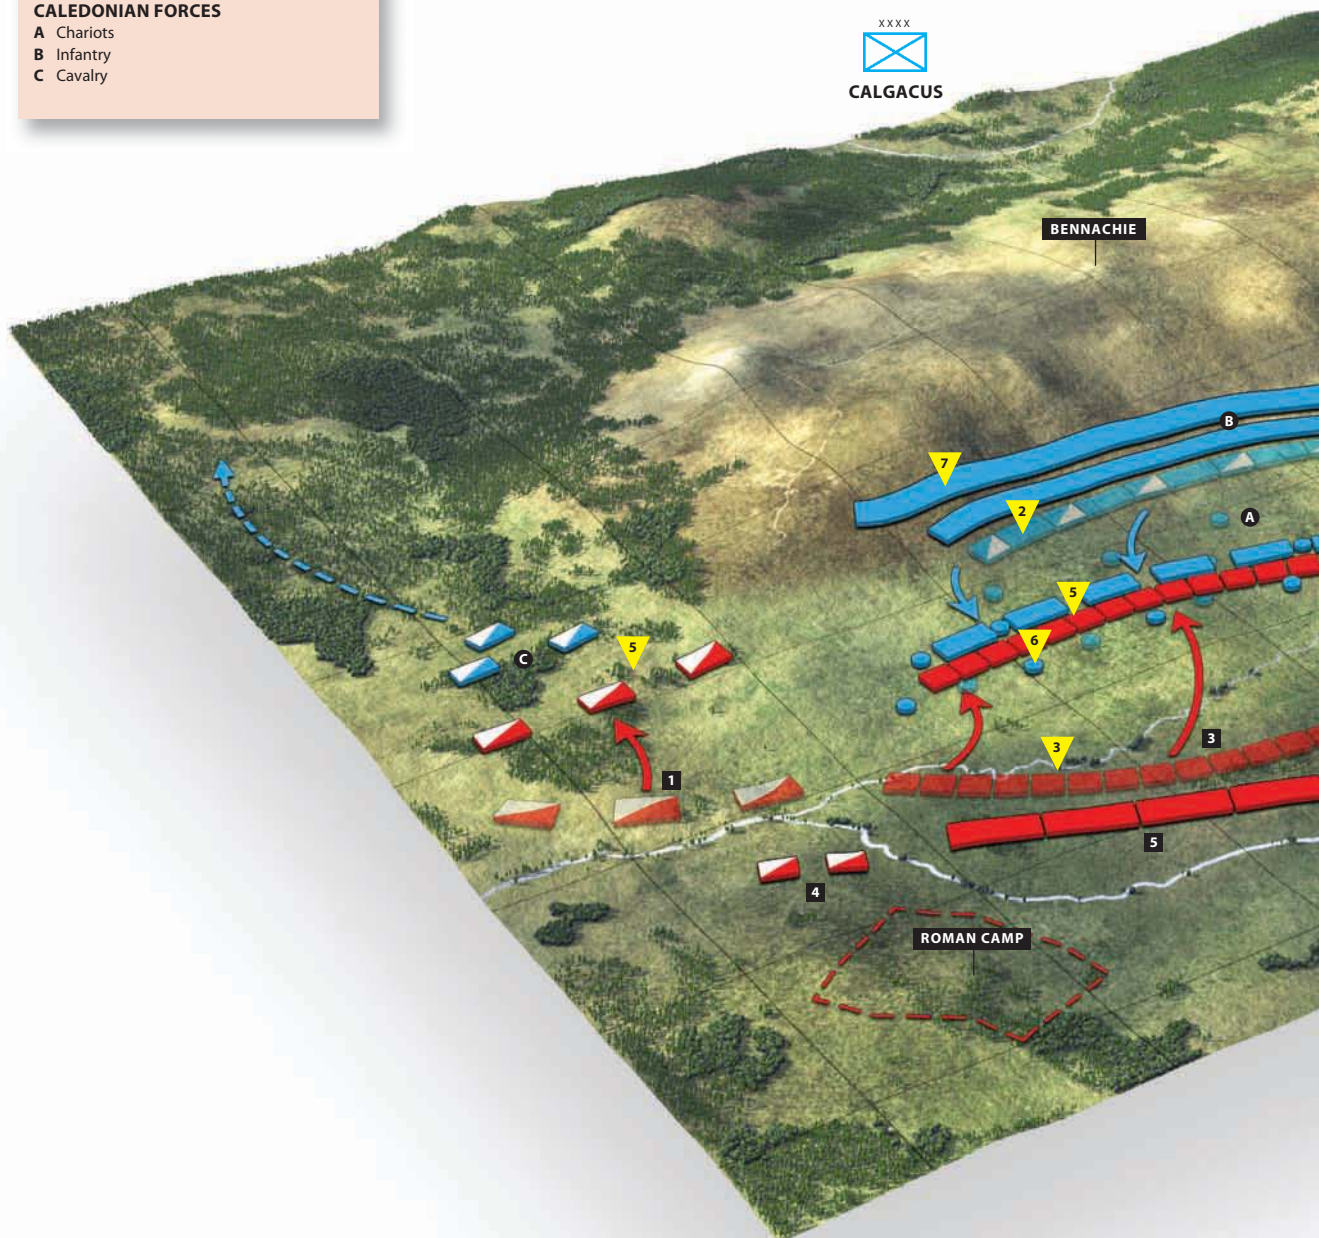 CALEDONIAN FORCES
A Chariots
B Infantry
C Cavalry
xxxx
CALGACUS
BENNACHIE
B
7
2
A
5
C
5
6
3
3
1
5
4
ROMAN CAMP